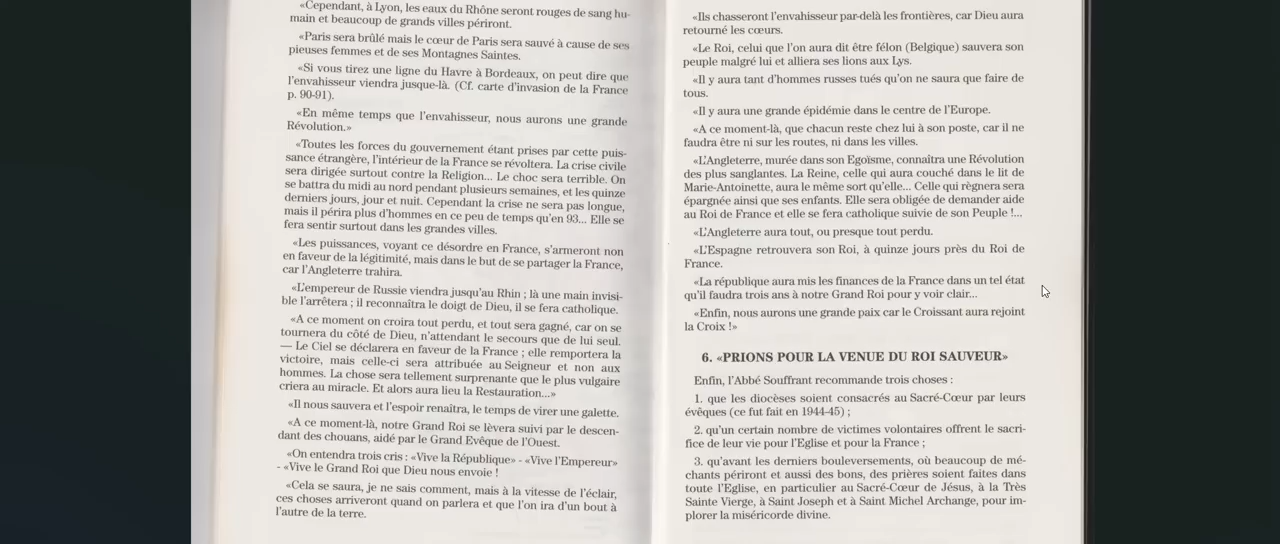 «Cependant, à Lyon, les eaux du Rhône seront rouges de sang hu-
main et beaucoup de grands villes périront.
«Paris sera brûlé mais le cœur de Paris sera sauvé à cause de ses
pieuses femmes et de ses Montagnes Saintes.
«Si vous tirez une ligne du Havre à Bordeaux, on peut dire que
l'envahisseur viendra jusque-là. (Cf. carte d'invasion de la France
p. 90-91).
«En même temps que l'envahisseur, nous aurons une grande
Révolution.»
«Toutes les forces du gouvernement étant prises par cette puis-
sance étrangère, l'intérieur de la France se révoltera. La crise civile
sera dirigée surtout contre la Religion... Le choc sera terrible. On
se battra du midi au nord pendant plusieurs semaines, et les quinze
derniers jours, jour et nuit. Cependant la crise ne sera pas longue,
mais il périra plus d'hommes en ce peu de temps qu'en 93... Elle se
fera sentir surtout dans les grandes villes.
«Les puissances, voyant ce désordre en France, s'armeront non
en faveur de la légitimité, mais dans le but de se partager la France,
car l'Angleterre trahira.
«L'empereur de Russie viendra jusqu'au Rhin ; là une main invisi-
ble l'arrêtera ; il reconnaîtra le doigt de Dieu, il se fera catholique.
«A ce moment on croira tout perdu, et tout sera gagné, car on se
tournera du côté de Dieu, n'attendant le secours que de lui seul.
— Le Ciel se déclarera en faveur de la France ; elle remportera la
victoire, mais celle-ci sera attribuée au Seigneur et non aux
hommes. La chose sera tellement surprenante que le plus vulgaire
criera au miracle. Et alors aura lieu la Restauration...»
«Il nous sauvera et l'espoir renaîtra, le temps de virer une galette.
«A ce moment-là, notre Grand Roi se lèvera suivi par le descen-
dant des chouans, aidé par le Grand Evêque de l'Ouest.
«On entendra trois cris : «Vive la République» - «Vive l'Empereur»
- «Vive le Grand Roi que Dieu nous envoie !
«Cela se saura, je ne sais comment, mais à la vitesse de l'éclair,
ces choses arriveront quand on parlera et que l'on ira d'un bout à
l'autre de la terre.
«Ils chasseront l'envahisseur par-delà les frontières, car Dieu aura
retourné les cœurs.
«Le Roi, celui que l'on aura dit être félon (Belgique) sauvera son
peuple malgré lui et alliera ses lions aux Lys.
«Il y aura tant d'hommes russes tués qu'on ne saura que faire de
tous.
«Il y aura une grande épidémie dans le centre de l'Europe.
«A ce moment-là, que chacun reste chez lui à son poste, car il ne
faudra être ni sur les routes, ni dans les villes.
«L'Angleterre, murée dans son Egoïsme, connaîtra une Révolution
des plus sanglantes. La Reine, celle qui aura couché dans le lit de
Marie-Antoinette, aura le même sort qu'elle... Celle qui règnera sera
épargnée ainsi que ses enfants. Elle sera obligée de demander aide
au Roi de France et elle se fera catholique suivie de son Peuple !...
«L'Angleterre aura tout, ou presque tout perdu.
«L'Espagne retrouvera son Roi, à quinze jours près du Roi de
France.
«La république aura mis les finances de la France dans un tel état
qu'il faudra trois ans à notre Grand Roi pour y voir clair...
«Enfin, nous aurons une grande paix car le Croissant aura rejoint
la Croix !»
6. «PRIONS POUR LA VENUE DU ROI SAUVEUR»
Enfin, l'Abbé Souffrant recommande trois choses :
1. que les diocèses soient consacrés au Sacré-Cœur par leurs
évêques (ce fut fait en 1944-45) ;
2. qu'un certain nombre de victimes volontaires offrent le sacri-
fice de leur vie pour l'Eglise et pour la France ;
3. qu'avant les derniers bouleversements, où beaucoup de mé-
chants périront et aussi des bons, des prières soient faites dans
toute l'Eglise, en particulier au Sacré-Cœur de Jésus, à la Très
Sainte Vierge, à Saint Joseph et à Saint Michel Archange, pour im-
plorer la miséricorde divine.